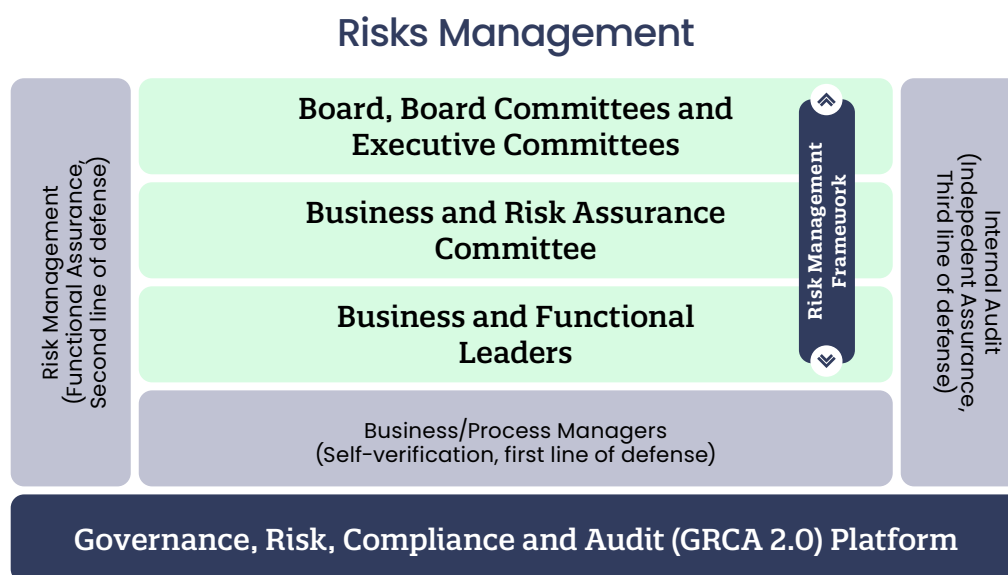 Risks Management
Risk Management
(Functional Assurance,
Second line of defense)
Board, Board Committees and
Executive Committees
Business and Risk Assurance
Committee
Business and Functional
Leaders
Risk Management
Framework
Internal Audit
(Indepedent Assurance,
Third line of defense)
Business/Process Managers
(Self-verification, first line of defense)
Governance, Risk, Compliance and Audit (GRCA 2.0) Platform